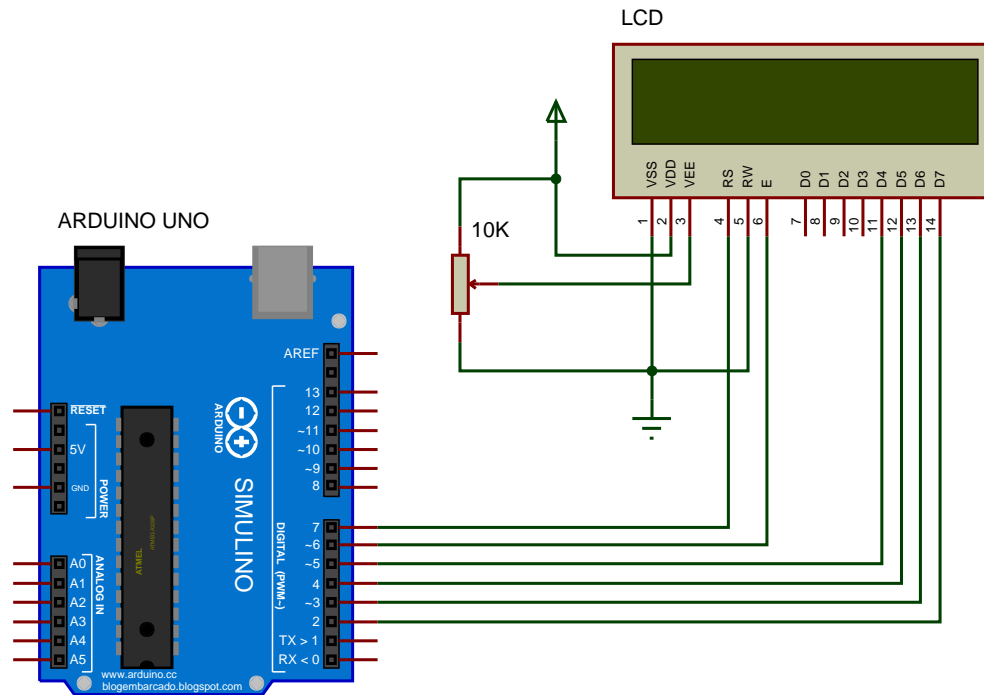 LCD
VSS
VDD
VEE
RS
RW
E
D0
D1
D2
D3
D4
D5
D6
D7
1
2
3
4
5
6
7
8
9
10
11
12
13
14
10K
ARDUINO UNO
AREF
13
12
~11
~10
~9
8
7
~6
~5
4
~3
2
TX > 1
RX < 0
RESET
5V
GND
POWER
A0
A1
A2
A3
A4
A5
ANALOG IN
ARDUINO
SIMULINO
DIGITAL (PWM~)
ATMEL
www.arduino.cc
blogembarcado.blogspot.com